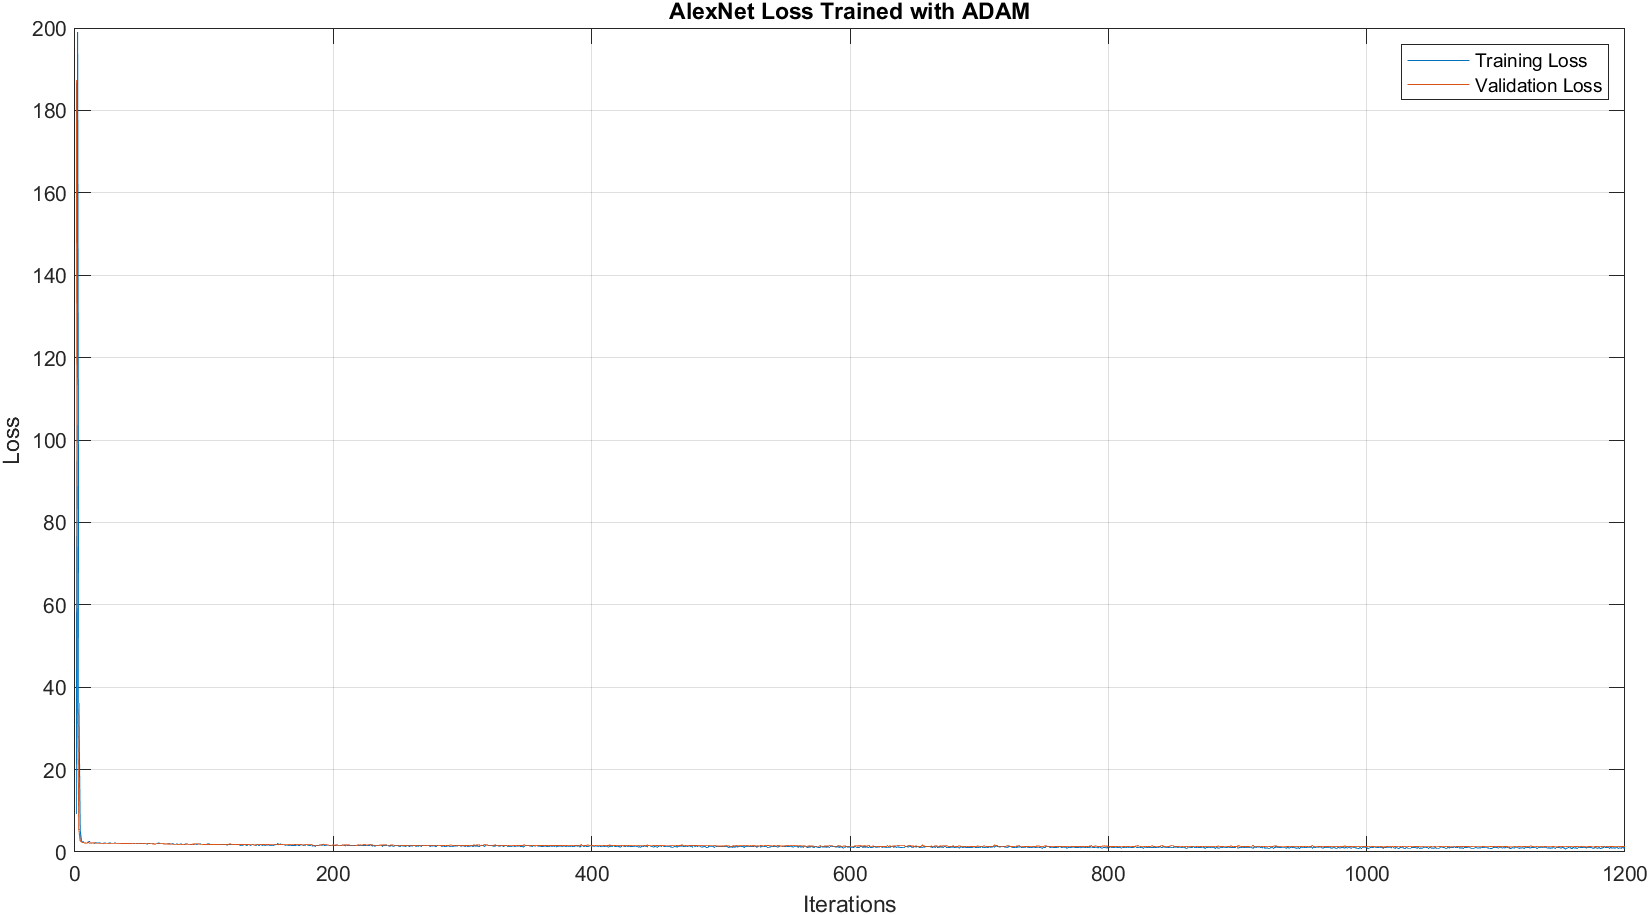 AlexNet Loss Trained with ADAM
Training Loss
Validation Loss
200
180
160
140
120
100
80
60
40
20
0
Loss
0 200 400 600 800 1000 1200
Iterations